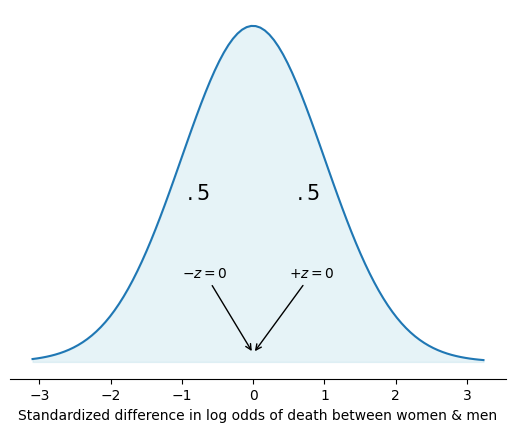 .5 .5
−z = 0 +z = 0
−3 −2 −1 0 1 2 3
Standardized difference in log odds of death between women & men